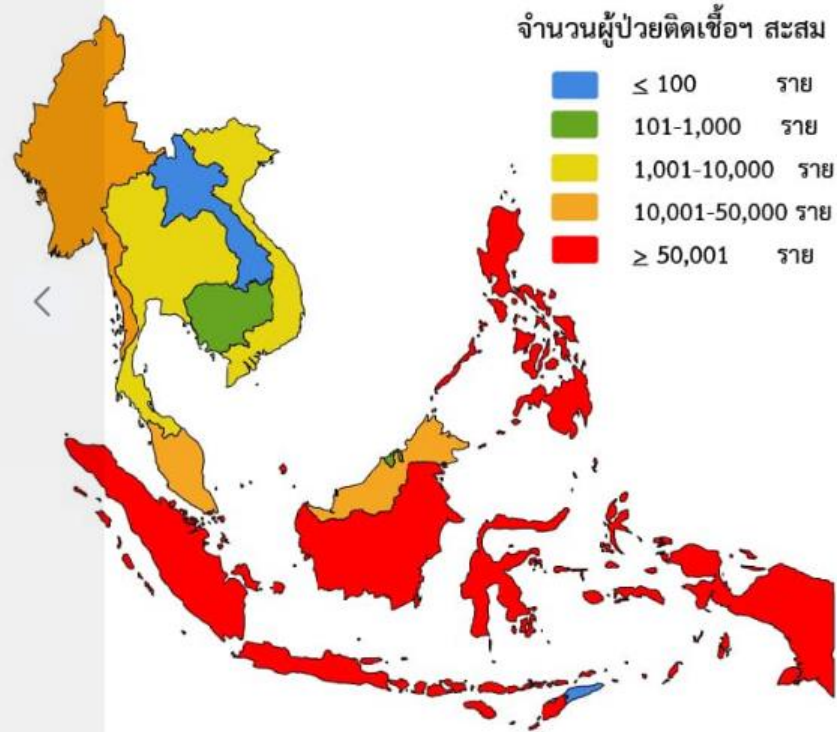 จำนวนผู้ป่วยติดเชื้อฯ สะสม
≤ 100 ราย
101-1,000 ราย
1,001-10,000 ราย
10,001-50,000 ราย
≥ 50,001 ราย